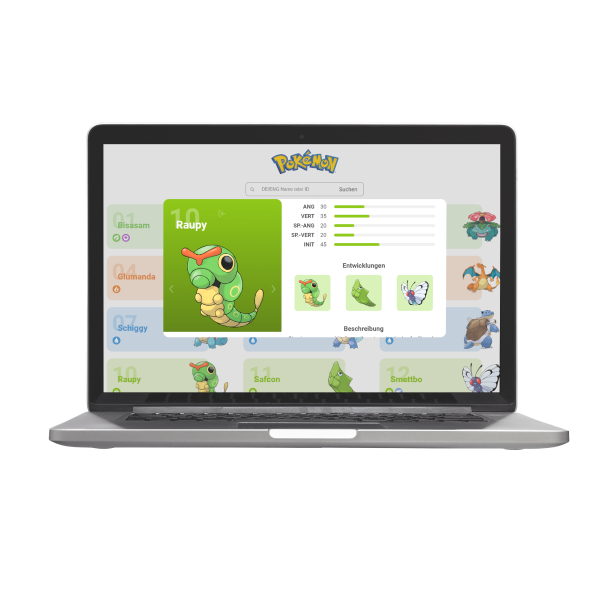 POKéMON
DE|ENG Name oder ID Suchen
01
Bisasam
04
Glumanda
07
Schiggy
10
Raupy
ANG 30
VERT 35
SP.-ANG 20
SP.-VERT 20
INIT 45
Entwicklungen
Beschreibung
10
Raupy
11
Safcon
12
Smettbo